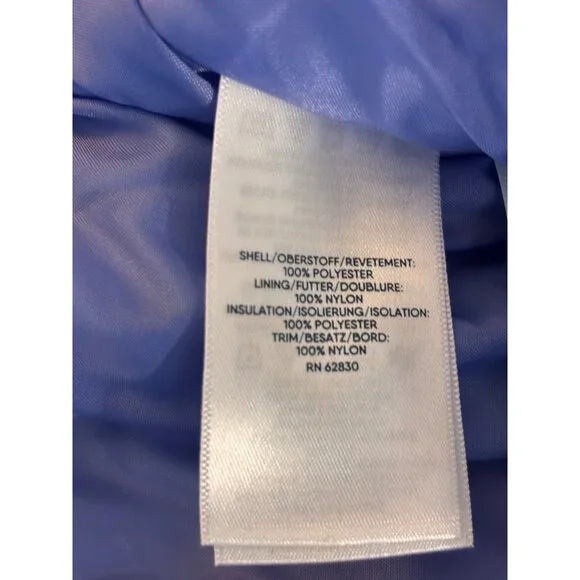 SHELL/OBERSTOFF/REVETEMENT:
100% POLYESTER
LINING/FUTTER/DOUBLURE:
100% NYLON
INSULATION/ISOLIERUNG/ISOLATION:
100% POLYESTER
TRIM/BESATZ/BORD:
100% NYLON
RN 62830